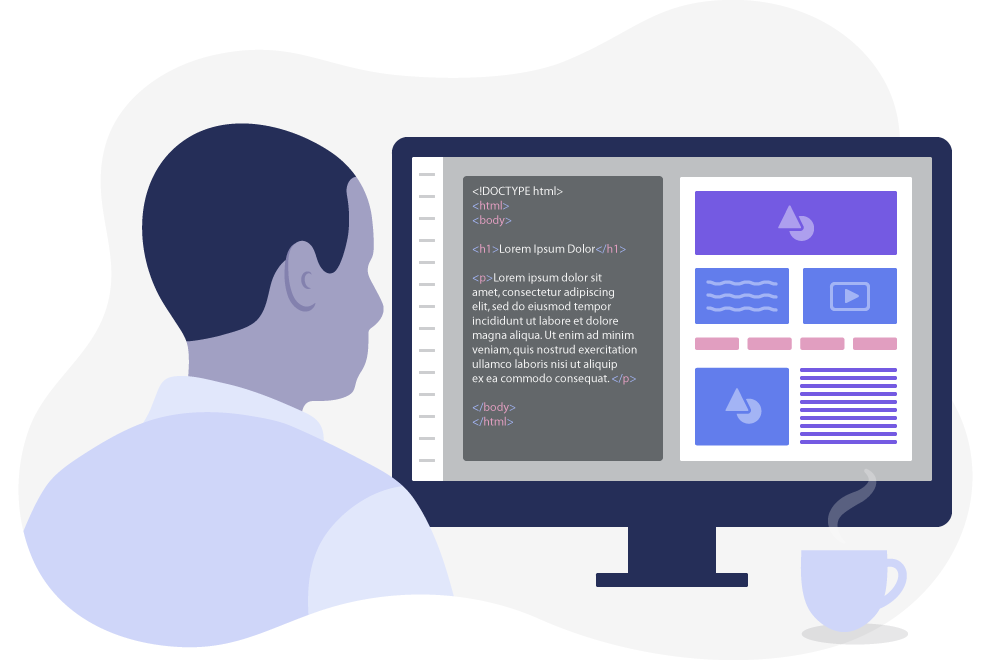 <!DOCTYPE html>
<html>
<body>
<h1>Lorem Ipsum Dolor</h1>
<p>Lorem ipsum dolor sit
amet, consectetur adipiscing
elit, sed do eiusmod tempor
incididunt ut labore et dolore
magna aliqua. Ut enim ad minim
veniam, quis nostrud exercitation
ullamco laboris nisi ut aliquip
ex ea commodo consequat. </p>
</body>
</html>